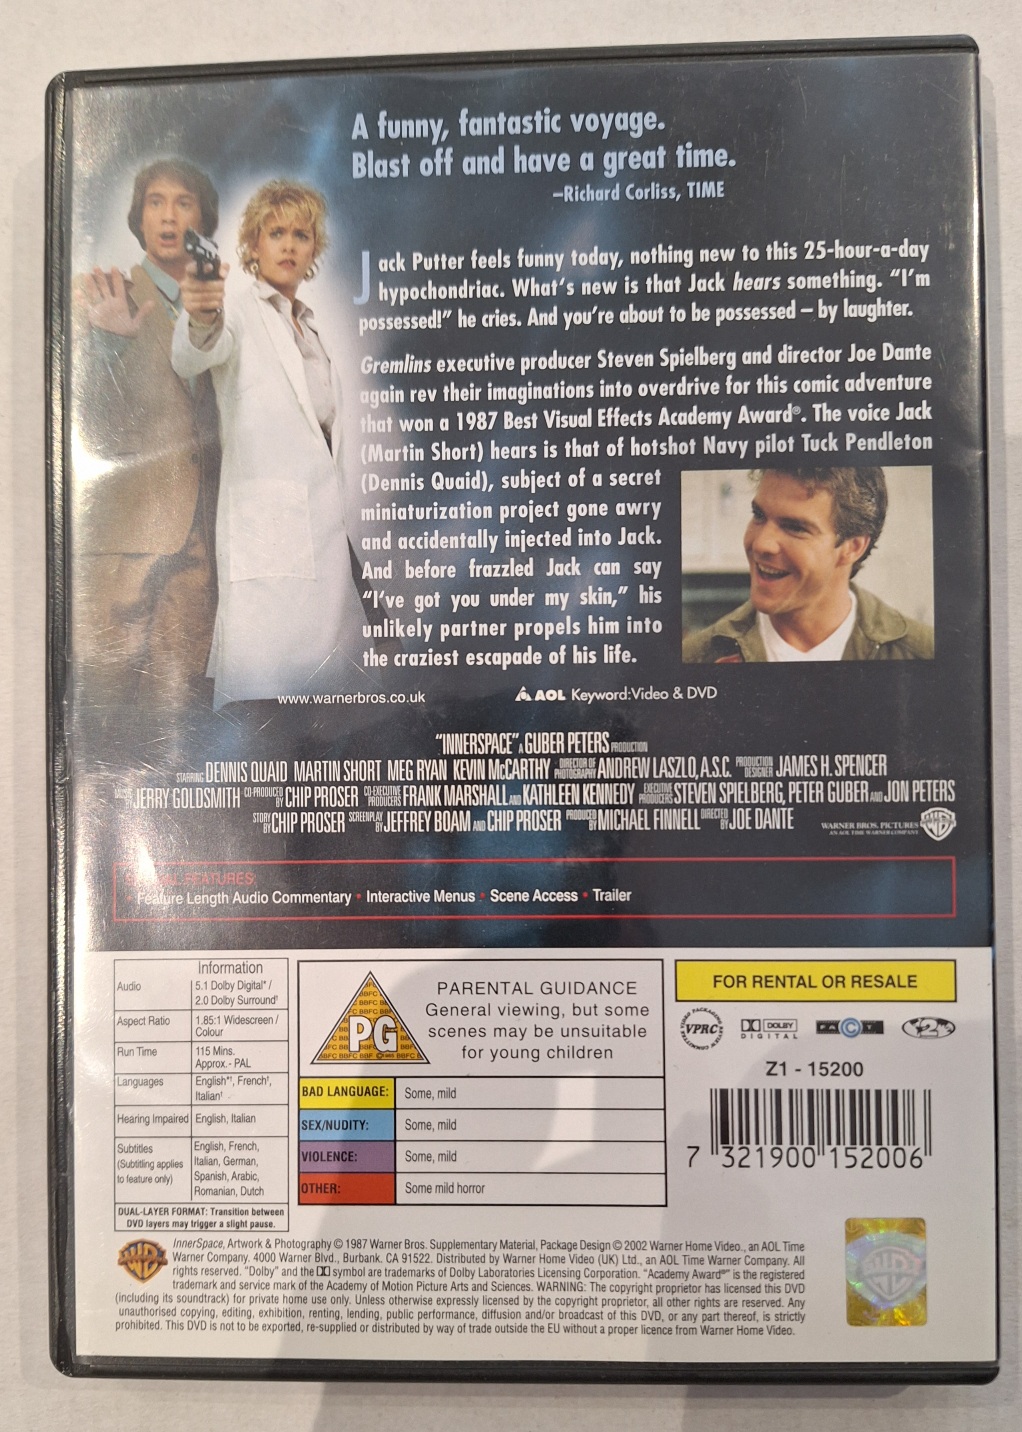 A funny, fantastic voyage.
Blast off and have a great time.
–Richard Corliss, TIME
Jack Putter feels funny today, nothing new to this 25-hour-a-day
hypochondriac. What's new is that Jack hears something. "I'm
possessed!" he cries. And you're about to be possessed – by laughter.
Gremlins executive producer Steven Spielberg and director Joe Dante
again rev their imaginations into overdrive for this comic adventure
that won a 1987 Best Visual Effects Academy Award®. The voice Jack
(Martin Short) hears is that of hotshot Navy pilot Tuck Pendleton
(Dennis Quaid), subject of a secret
miniaturization project gone awry
and accidentally injected into Jack.
And before frazzled Jack can say
"I've got you under my skin," his
unlikely partner propels him into
the craziest escapade of his life.
www.warnerbros.co.uk AOL Keyword:Video & DVD
"INNERSPACE" A GUBER PETERS PRODUCTION
STARRING DENNIS QUAID MARTIN SHORT MEG RYAN KEVIN McCARTHY DIRECTOR OF PHOTOGRAPHY ANDREW LASZLO, A.S.C. PRODUCTION DESIGNER JAMES H. SPENCER
MUSIC BY JERRY GOLDSMITH CO-PRODUCED BY CHIP PROSER CO-EXECUTIVE PRODUCERS FRANK MARSHALL AND KATHLEEN KENNEDY EXECUTIVE PRODUCERS STEVEN SPIELBERG, PETER GUBER AND JON PETERS
STORY BY CHIP PROSER SCREENPLAY BY JEFFREY BOAM AND CHIP PROSER PRODUCED BY MICHAEL FINNELL DIRECTED BY JOE DANTE WARNER BROS. PICTURES
AN AOL TIME WARNER COMPANY
SPECIAL FEATURES
• Feature Length Audio Commentary • Interactive Menus • Scene Access • Trailer
Information
Audio 5.1 Dolby Digital* /
2.0 Dolby Surround†
Aspect Ratio 1.85:1 Widescreen /
Colour
Run Time 115 Mins.
Approx.- PAL
Languages English*†, French†,
Italian†
Hearing Impaired English, Italian
Subtitles
(Subtitling applies
to feature only)
English, French,
Italian, German,
Spanish, Arabic,
Romanian, Dutch
DUAL-LAYER FORMAT: Transition between
DVD layers may trigger a slight pause.
PG
PARENTAL GUIDANCE
General viewing, but some
scenes may be unsuitable
for young children
BAD LANGUAGE: Some, mild
SEX/NUDITY: Some, mild
VIOLENCE: Some, mild
OTHER: Some mild horror
FOR RENTAL OR RESALE
VIDEO PACKAGING REVIEW COMMITTEE VPRC
DOLBY
DIGITAL
FACT
2
Z1 - 15200
7 321900 152006
InnerSpace, Artwork & Photography © 1987 Warner Bros. Supplementary Material, Package Design © 2002 Warner Home Video., an AOL Time
Warner Company. 4000 Warner Blvd., Burbank. CA 91522. Distributed by Warner Home Video (UK) Ltd., an AOL Time Warner Company. All
rights reserved. "Dolby" and the DD symbol are trademarks of Dolby Laboratories Licensing Corporation. "Academy Award®" is the registered
trademark and service mark of the Academy of Motion Picture Arts and Sciences. WARNING: The copyright proprietor has licensed this DVD
(including its soundtrack) for private home use only. Unless otherwise expressly licensed by the copyright proprietor, all other rights are reserved. Any
unauthorised copying, editing, exhibition, renting, lending, public performance, diffusion and/or broadcast of this DVD, or any part thereof, is strictly
prohibited. This DVD is not to be exported, re-supplied or distributed by way of trade outside the EU without a proper licence from Warner Home Video.